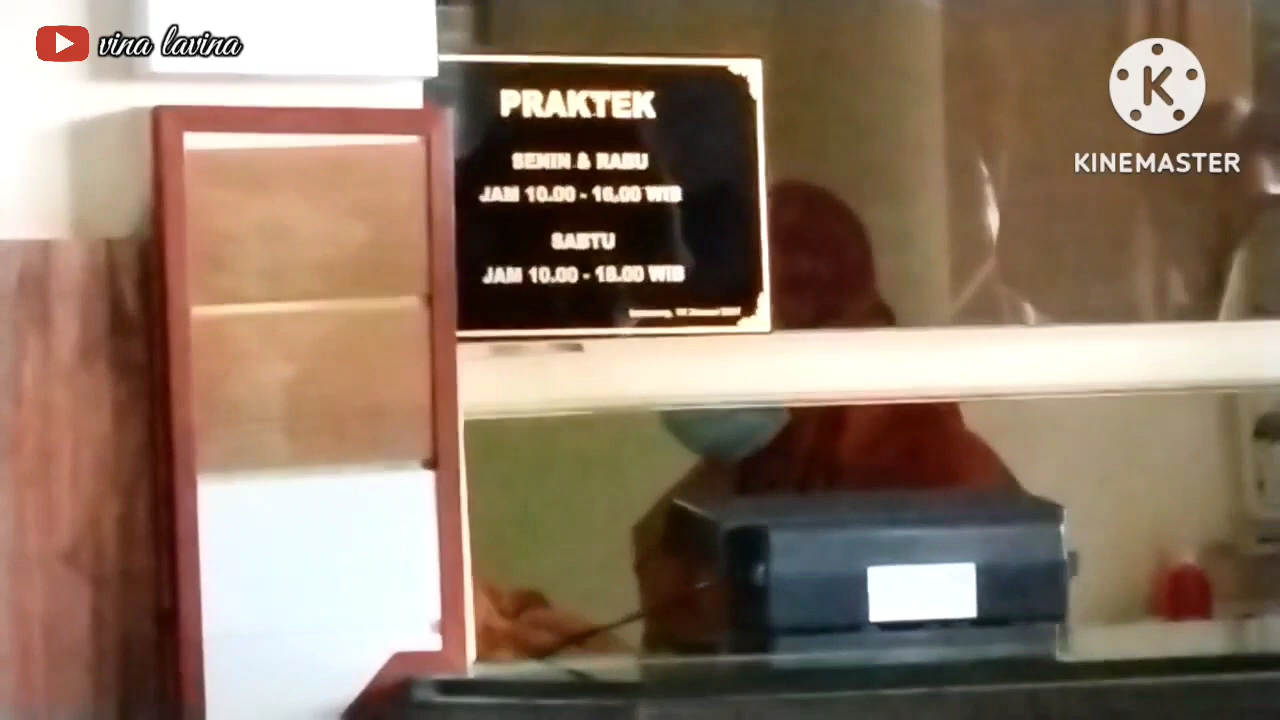 vina lavina
PRAKTEK
SENIN & RABU
JAM 10.00 - 16.00 WIB
SABTU
JAM 10.00 - 18.00 WIB
K
KINEMASTER